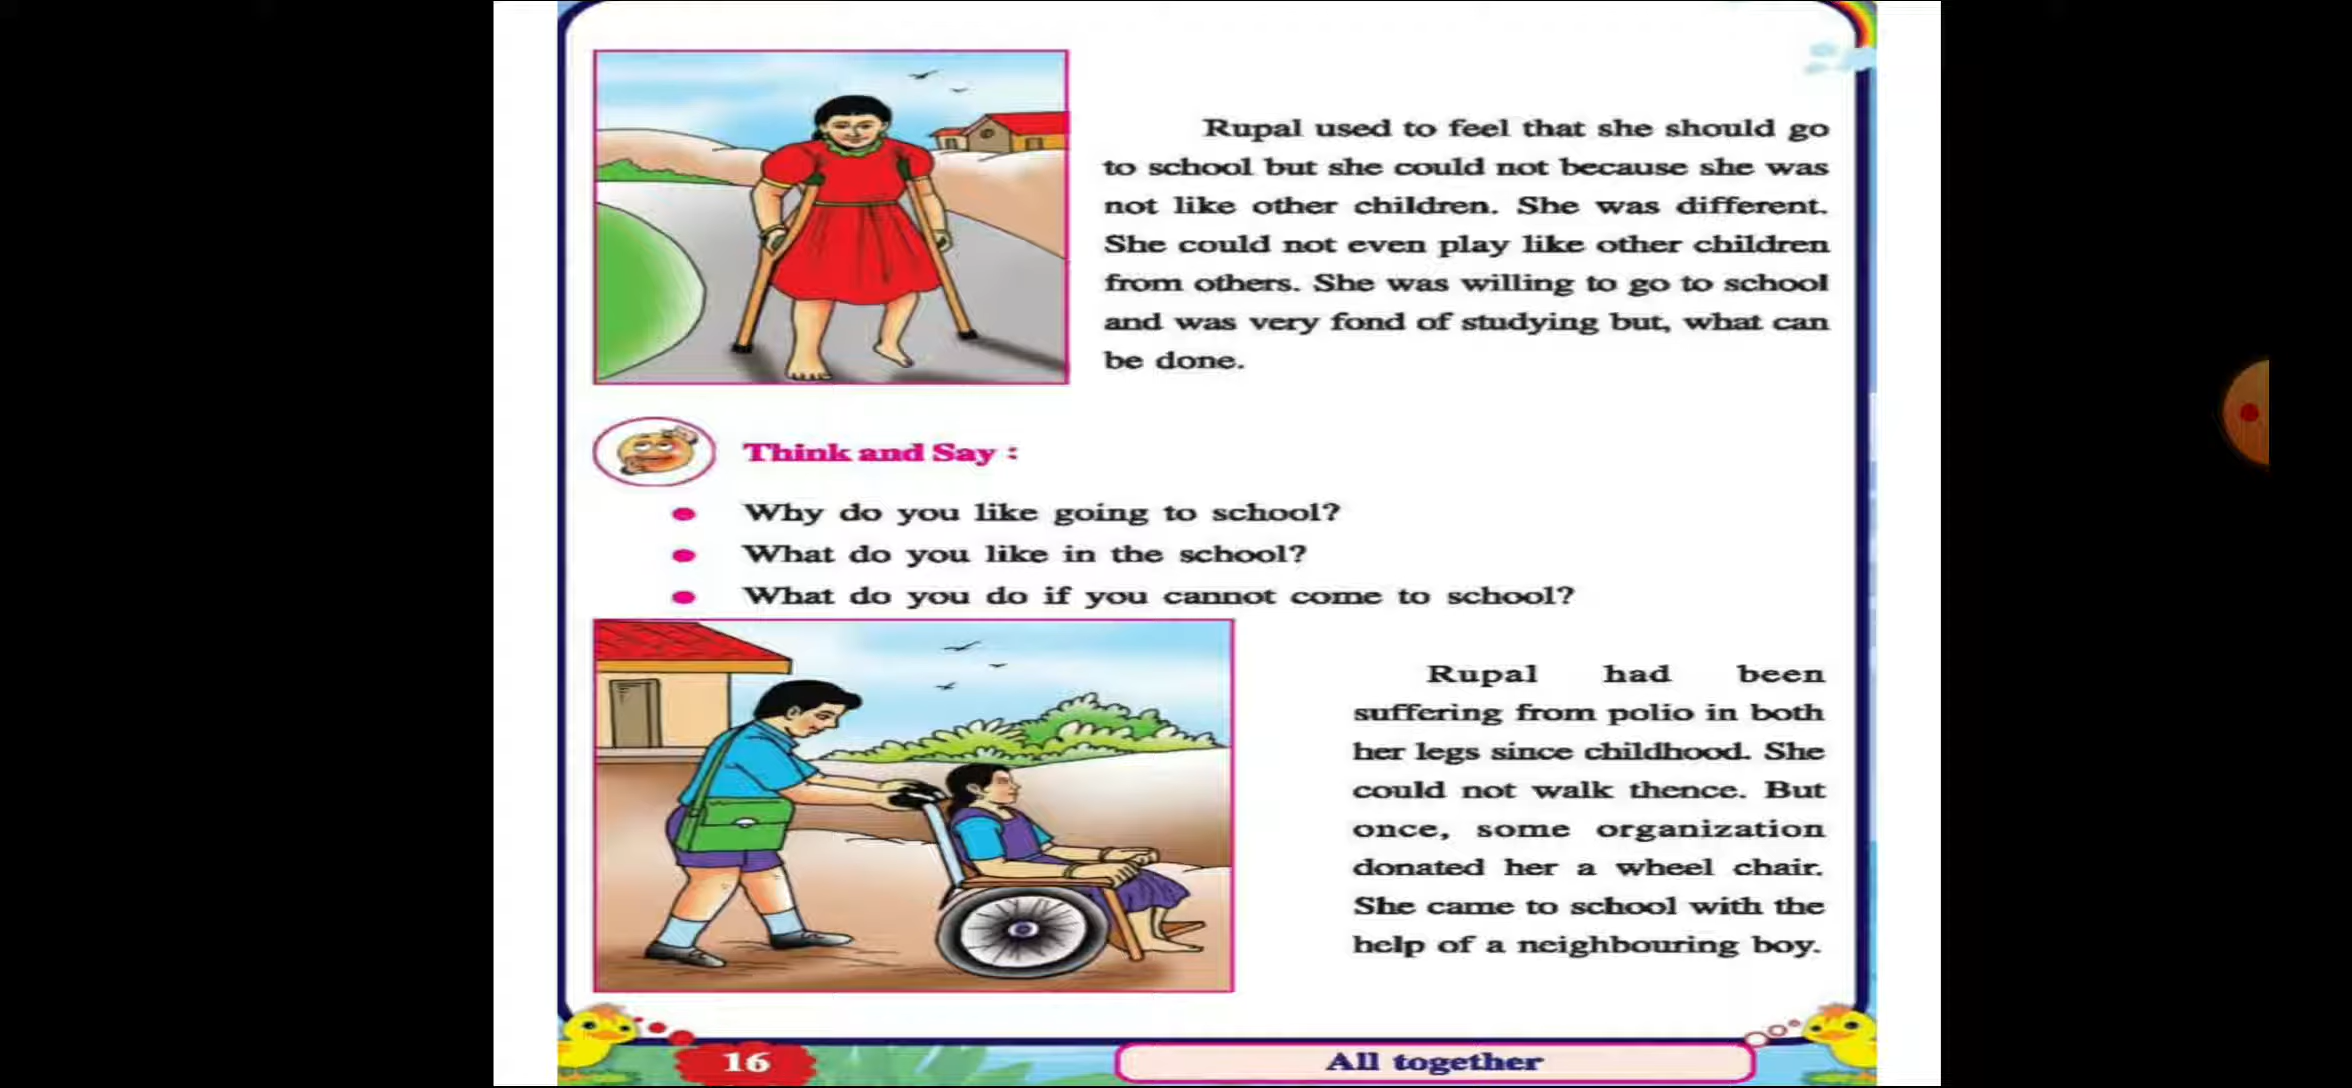 Rupal used to feel that she should go
to school but she could not because she was
not like other children. She was different.
She could not even play like other children
from others. She was willing to go to school
and was very fond of studying but, what can
be done.
Think and Say :
Why do you like going to school?
What do you like in the school?
What do you do if you cannot come to school?
Rupal had been
suffering from polio in both
her legs since childhood. She
could not walk thence. But
once, some organization
donated her a wheel chair.
She came to school with the
help of a neighbouring boy.
16
All together